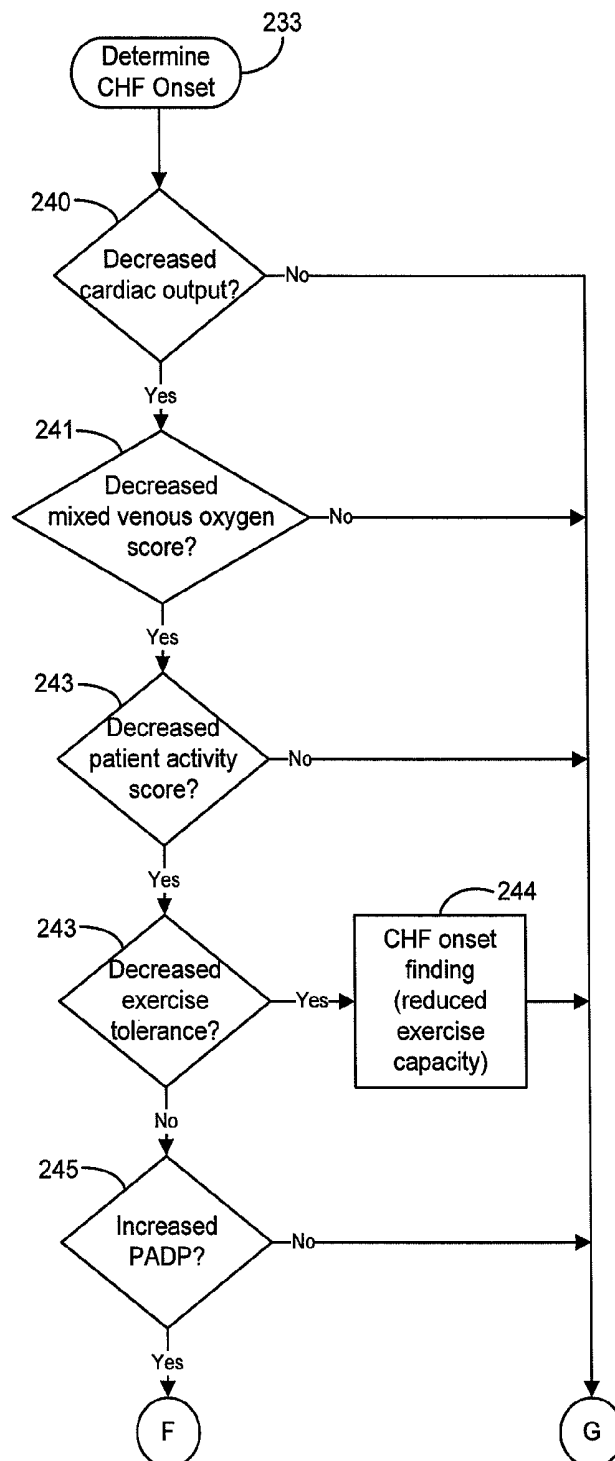 233
Determine
CHF Onset
240
Decreased
cardiac output?
No
Yes
241
Decreased
mixed venous oxygen
score?
No
Yes
243
Decreased
patient activity
score?
No
Yes
243
Decreased
exercise
tolerance?
Yes
244
CHF onset
finding
(reduced
exercise
capacity)
No
245
Increased
PADP?
No
Yes
F
G